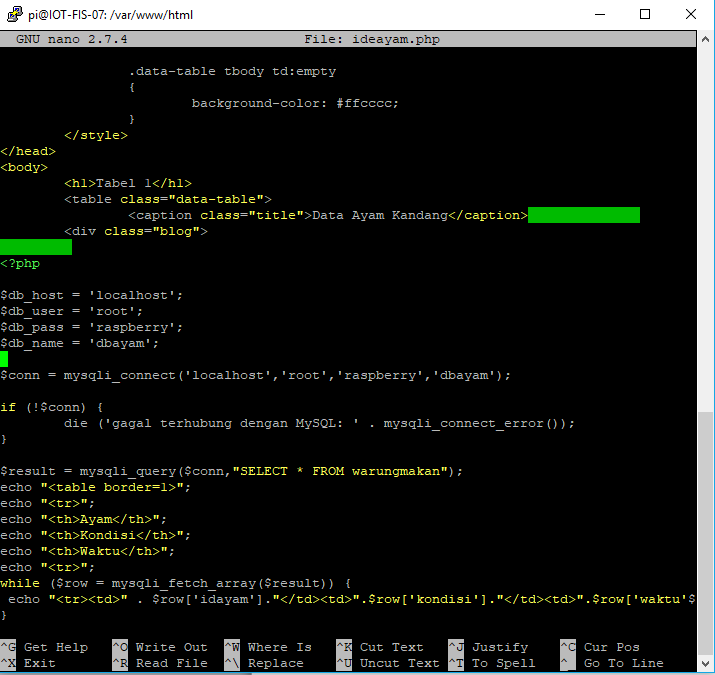 pi@IOT-FIS-07: /var/www/html
GNU nano 2.7.4 File: ideayam.php
.data-table tbody td:empty
{
background-color: #ffcccc;
}
</style>
</head>
<body>
<h1>Tabel 1</h1>
<table class="data-table">
<caption class="title">Data Ayam Kandang</caption>
<div class="blog">
<?php
$db_host = 'localhost';
$db_user = 'root';
$db_pass = 'raspberry';
$db_name = 'dbayam';
$conn = mysqli_connect('localhost','root','raspberry','dbayam');
if (!$conn) {
die ('gagal terhubung dengan MySQL: ' . mysqli_connect_error());
}
$result = mysqli_query($conn,"SELECT * FROM warungmakan");
echo "<table border=1>";
echo "<tr>";
echo "<th>Ayam</th>";
echo "<th>Kondisi</th>";
echo "<th>Waktu</th>";
echo "<tr>";
while ($row = mysqli_fetch_array($result)) {
echo "<tr><td>" . $row['idayam']."</td><td>".$row['kondisi']."</td><td>".$row['waktu'$
}
^G Get Help ^O Write Out ^W Where Is ^K Cut Text ^J Justify ^C Cur Pos
^X Exit ^R Read File ^\ Replace ^U Uncut Text ^T To Spell ^_ Go To Line